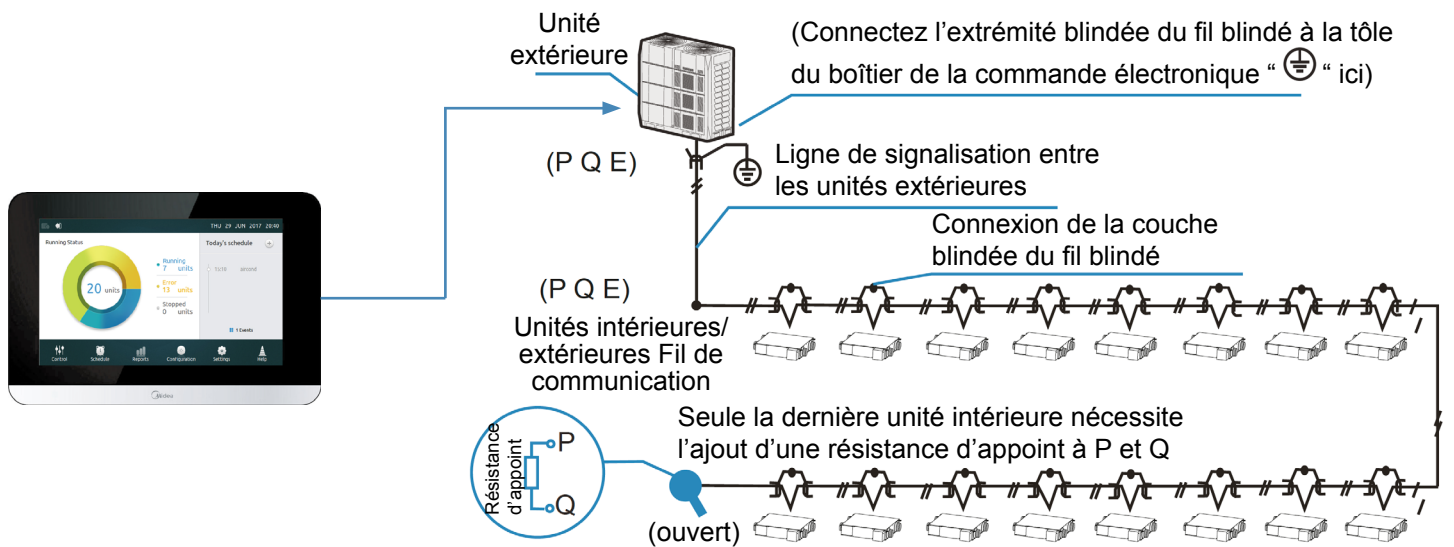 Unité
extérieure
(Connectez l’extrémité blindée du fil blindé à la tôle
du boîtier de la commande électronique “ “ ici)
(P Q E)
Ligne de signalisation entre
les unités extérieures
Connexion de la couche
blindée du fil blindé
(P Q E)
Unités intérieures/
extérieures Fil de
communication
Seule la dernière unité intérieure nécessite
l’ajout d’une résistance d’appoint à P et Q
Résistance
d’appoint
P
Q
(ouvert)
THU 29 JUN 2017 20:40
Running Status
20 units
Running
7 units
Error
13 units
Stopped
0 units
Today's schedule
+
1 Events
Control
Schedule
Reports
Configuration
Settings
Help
Midea